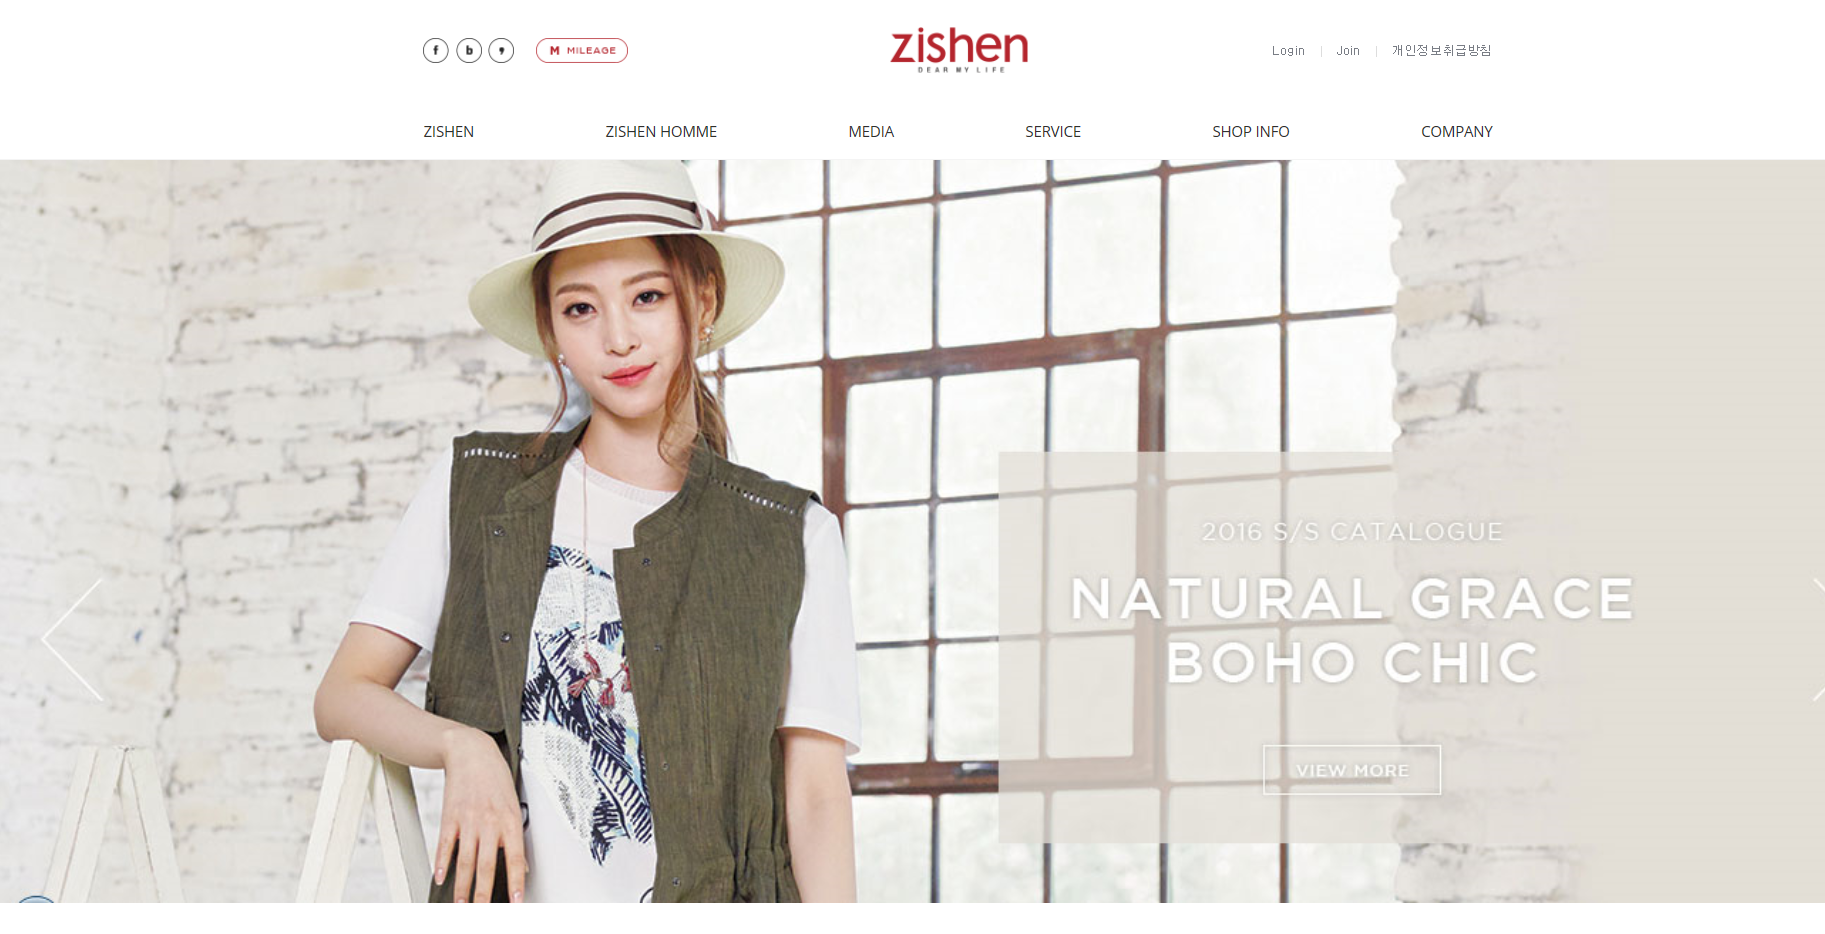 f b , M MILEAGE
zishen
DEAR MY LIFE
Login | Join | 개인정보취급방침
ZISHEN ZISHEN HOMME MEDIA SERVICE SHOP INFO COMPANY
2016 S/S CATALOGUE
NATURAL GRACE
BOHO CHIC
VIEW MORE